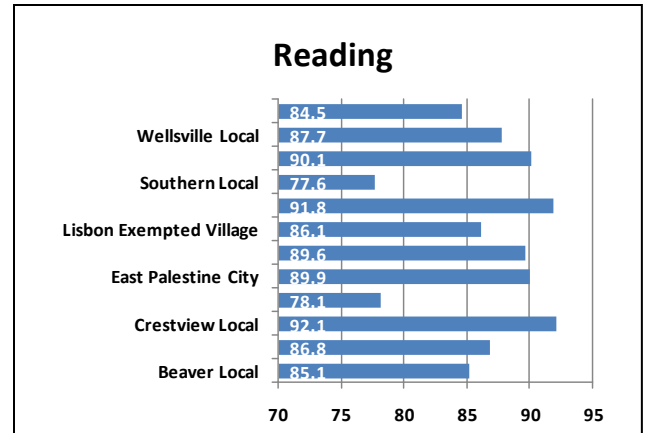 Reading
84.5
Wellsville Local 87.7
90.1
Southern Local 77.6
91.8
Lisbon Exempted Village 86.1
89.6
East Palestine City 89.9
78.1
Crestview Local 92.1
86.8
Beaver Local 85.1
70 75 80 85 90 95